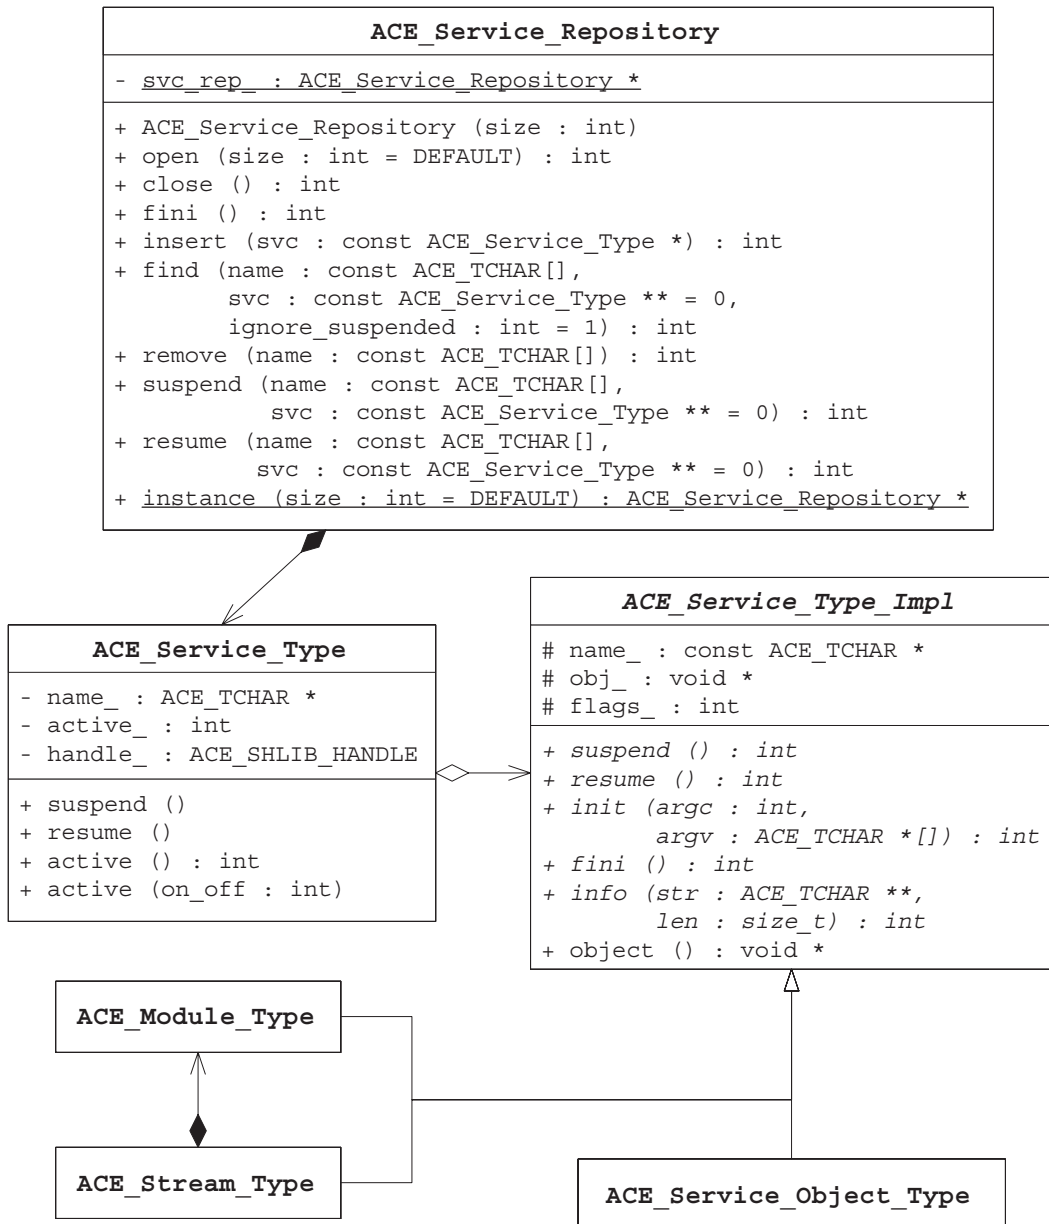 ACE_Service_Repository
- svc_rep_ : ACE_Service_Repository *
+ ACE_Service_Repository (size : int)
+ open (size : int = DEFAULT) : int
+ close () : int
+ fini () : int
+ insert (svc : const ACE_Service_Type *) : int
+ find (name : const ACE_TCHAR[],
svc : const ACE_Service_Type ** = 0,
ignore_suspended : int = 1) : int
+ remove (name : const ACE_TCHAR[]) : int
+ suspend (name : const ACE_TCHAR[],
svc : const ACE_Service_Type ** = 0) : int
+ resume (name : const ACE_TCHAR[],
svc : const ACE_Service_Type ** = 0) : int
+ instance (size : int = DEFAULT) : ACE_Service_Repository *
ACE_Service_Type
- name_ : ACE_TCHAR *
- active_ : int
- handle_ : ACE_SHLIB_HANDLE
+ suspend ()
+ resume ()
+ active () : int
+ active (on_off : int)
ACE_Service_Type_Impl
# name_ : const ACE_TCHAR *
# obj_ : void *
# flags_ : int
+ suspend () : int
+ resume () : int
+ init (argc : int,
argv : ACE_TCHAR *[]) : int
+ fini () : int
+ info (str : ACE_TCHAR **,
len : size_t) : int
+ object () : void *
ACE_Module_Type
ACE_Stream_Type
ACE_Service_Object_Type